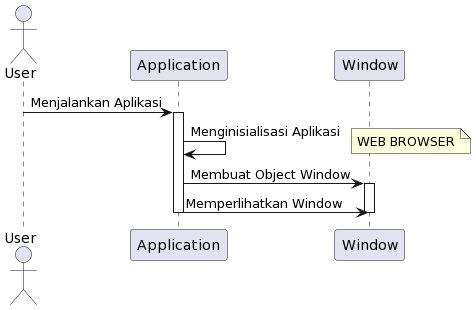 User
Application
Window
Menjalankan Aplikasi
Menginisialisasi Aplikasi
WEB BROWSER
Membuat Object Window
Memperlihatkan Window
User
Application
Window